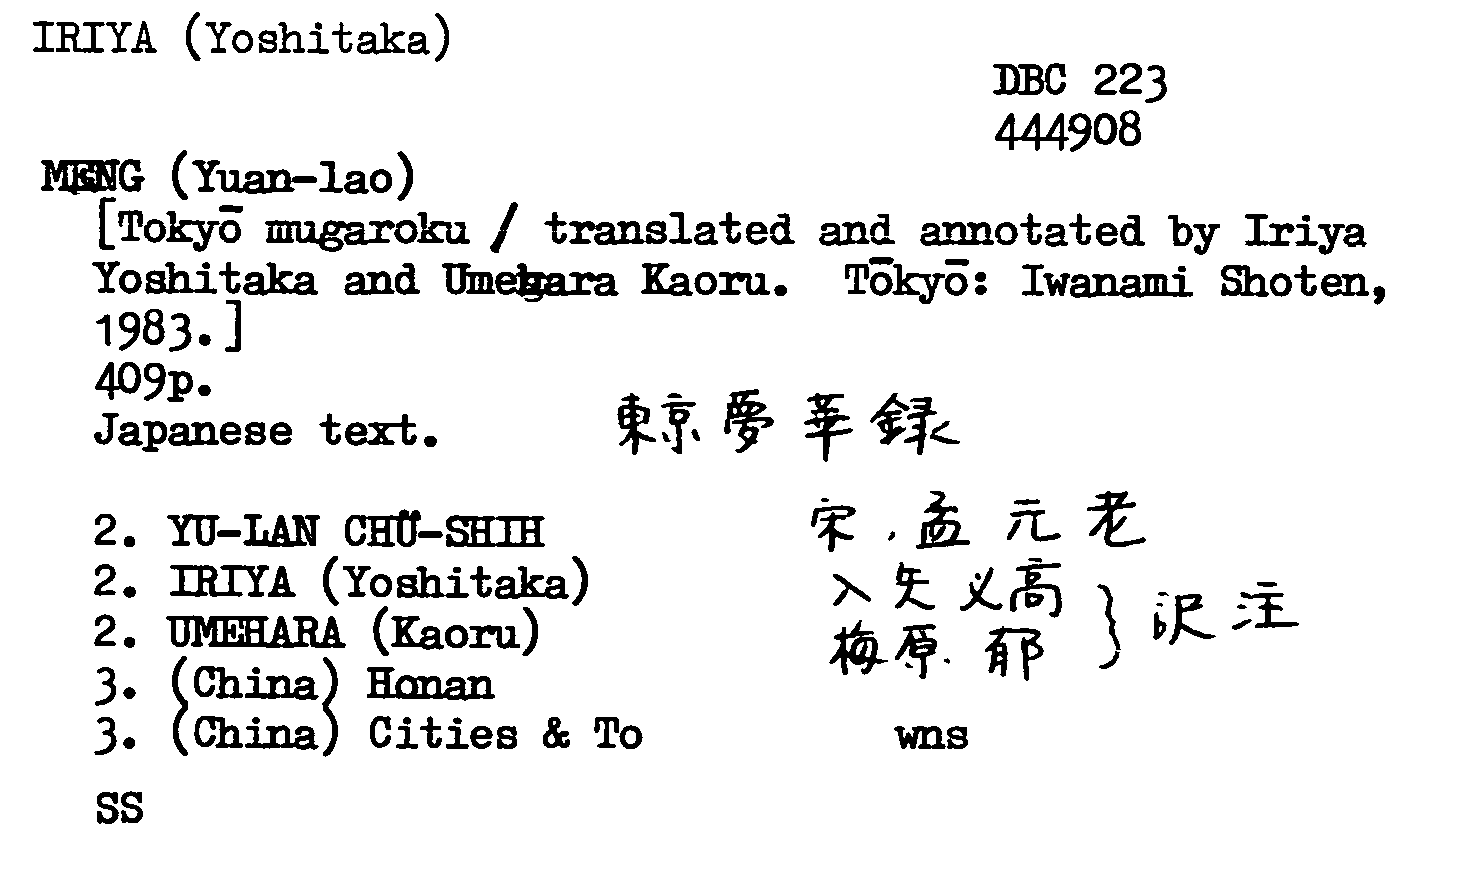 IRIYA (Yoshitaka)
DBC 223
444908
MENG (Yuan-lao)
[Tokyō mugaroku / translated and annotated by Iriya
Yoshitaka and Umehara Kaoru. Tōkyō: Iwanami Shoten,
1983.]
409p.
Japanese text. 東京夢華録
2. YU-LAN CHÜ-SHIH 宋.孟元老
2. IRIYA (Yoshitaka) 入矢义高
2. UMEHARA (Kaoru) 梅原郁 } 訳注
3. (China) Honan
3. (China) Cities & To wns
SS